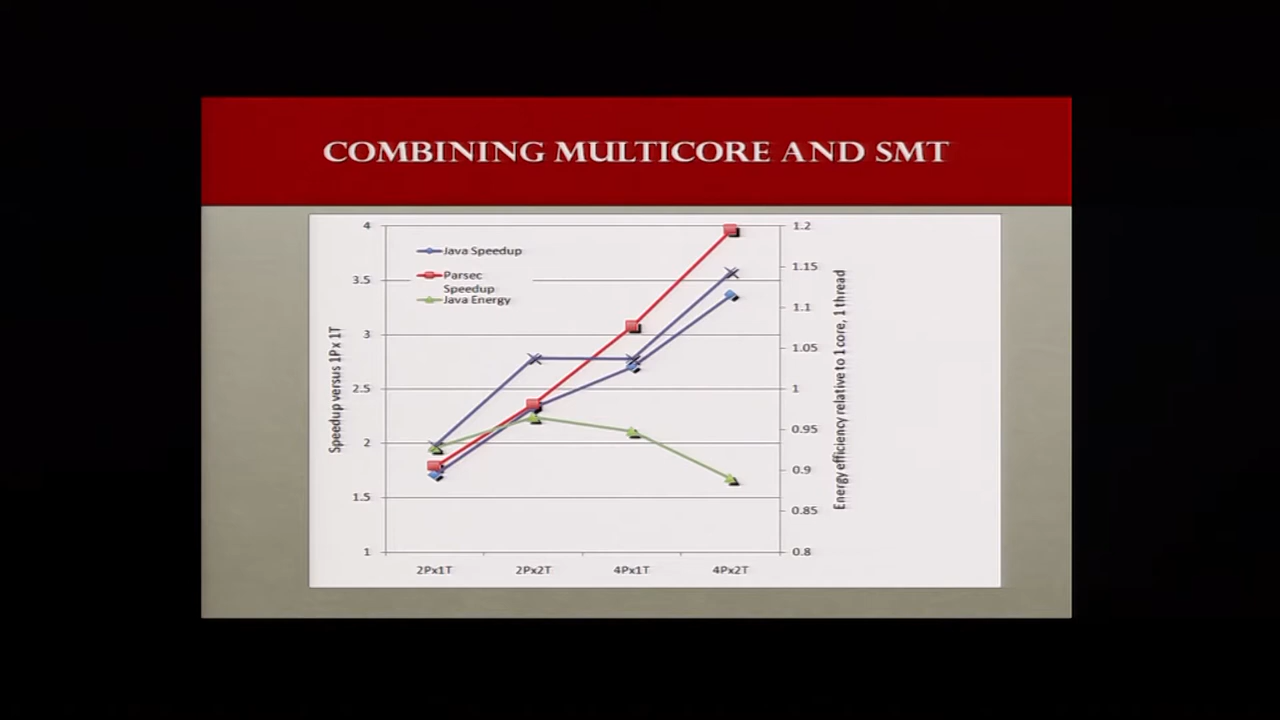 COMBINING MULTICORE AND SMT
4
3.5
3
2.5
2
1.5
1
Speedup versus 1P x 1T
Java Speedup
Parsec
Speedup
Java Energy
1.2
1.15
1.1
1.05
1
0.95
0.9
0.85
0.8
Energy efficiency relative to 1 core, 1 thread
2Px1T 2Px2T 4Px1T 4Px2T